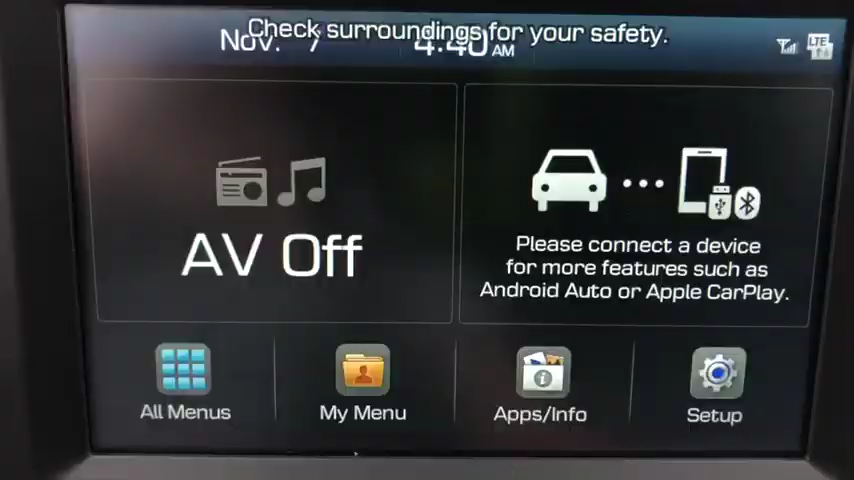 Check surroundings for your safety.
Nov. 7 4:40 AM
LTE
AV Off
Please connect a device
for more features such as
Android Auto or Apple CarPlay.
All Menus
My Menu
Apps/Info
Setup